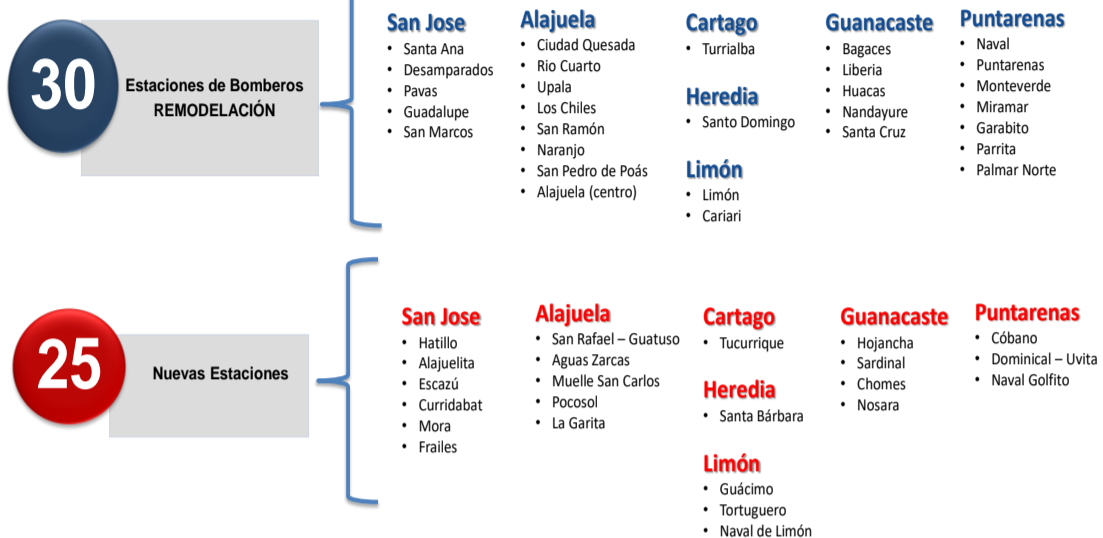 30
Estaciones de Bomberos
REMODELACIÓN
San Jose
• Santa Ana
• Desamparados
• Pavas
• Guadalupe
• San Marcos
Alajuela
• Ciudad Quesada
• Rio Cuarto
• Upala
• Los Chiles
• San Ramón
• Naranjo
• San Pedro de Poás
• Alajuela (centro)
Cartago
• Turrialba
Heredia
• Santo Domingo
Limón
• Limón
• Cariari
Guanacaste
• Bagaces
• Liberia
• Huacas
• Nandayure
• Santa Cruz
Puntarenas
• Naval
• Puntarenas
• Monteverde
• Miramar
• Garabito
• Parrita
• Palmar Norte
25
Nuevas Estaciones
San Jose
• Hatillo
• Alajuelita
• Escazú
• Curridabat
• Mora
• Frailes
Alajuela
• San Rafael – Guatuso
• Aguas Zarcas
• Muelle San Carlos
• Pocosol
• La Garita
Cartago
• Tucurrique
Heredia
• Santa Bárbara
Limón
• Guácimo
• Tortuguero
• Naval de Limón
Guanacaste
• Hojancha
• Sardinal
• Chomes
• Nosara
Puntarenas
• Cóbano
• Dominical – Uvita
• Naval Golfito